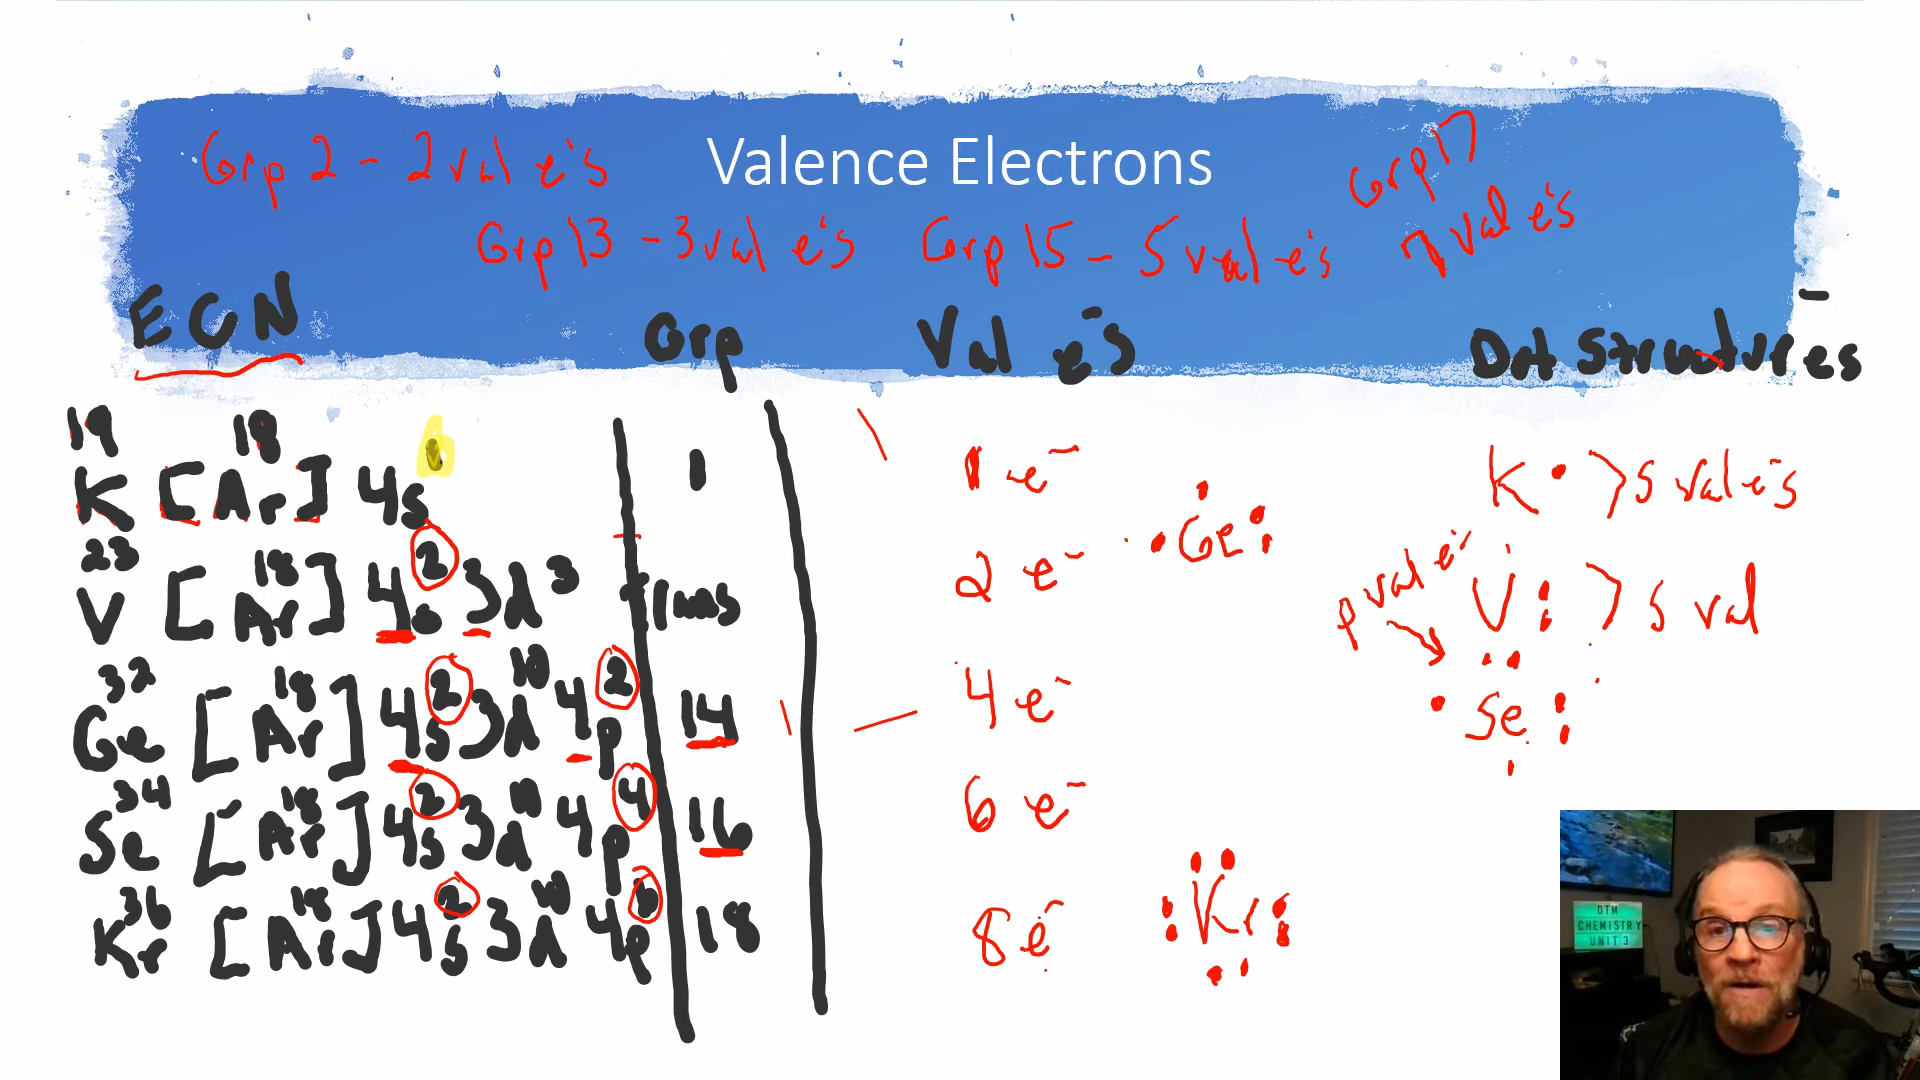 Valence Electrons
Grp 2 - 2 val e's
Grp 17
7 val e's
Grp 13 - 3 val e's
Grp 15 - 5 val e's
ECN
Grp
Val e⁻'s
Dot Structures
19 18
K [Ar] 4s
1
1 e⁻
K • > s val e⁻'s
23 18 2 3
V [Ar] 4s 3d
Trans
2 e⁻
Ge
p val e⁻
V > s val
32 18 2 10 2
Ge [Ar] 4s 3d 4p
14
4 e⁻
Se
34 18 2 10 4
Se [Ar] 4s 3d 4p
16
6 e⁻
36 18 2 10 6
Kr [Ar] 4s 3d 4p
18
8 e⁻
Kr
DTM
CHEMISTRY
UNIT 3